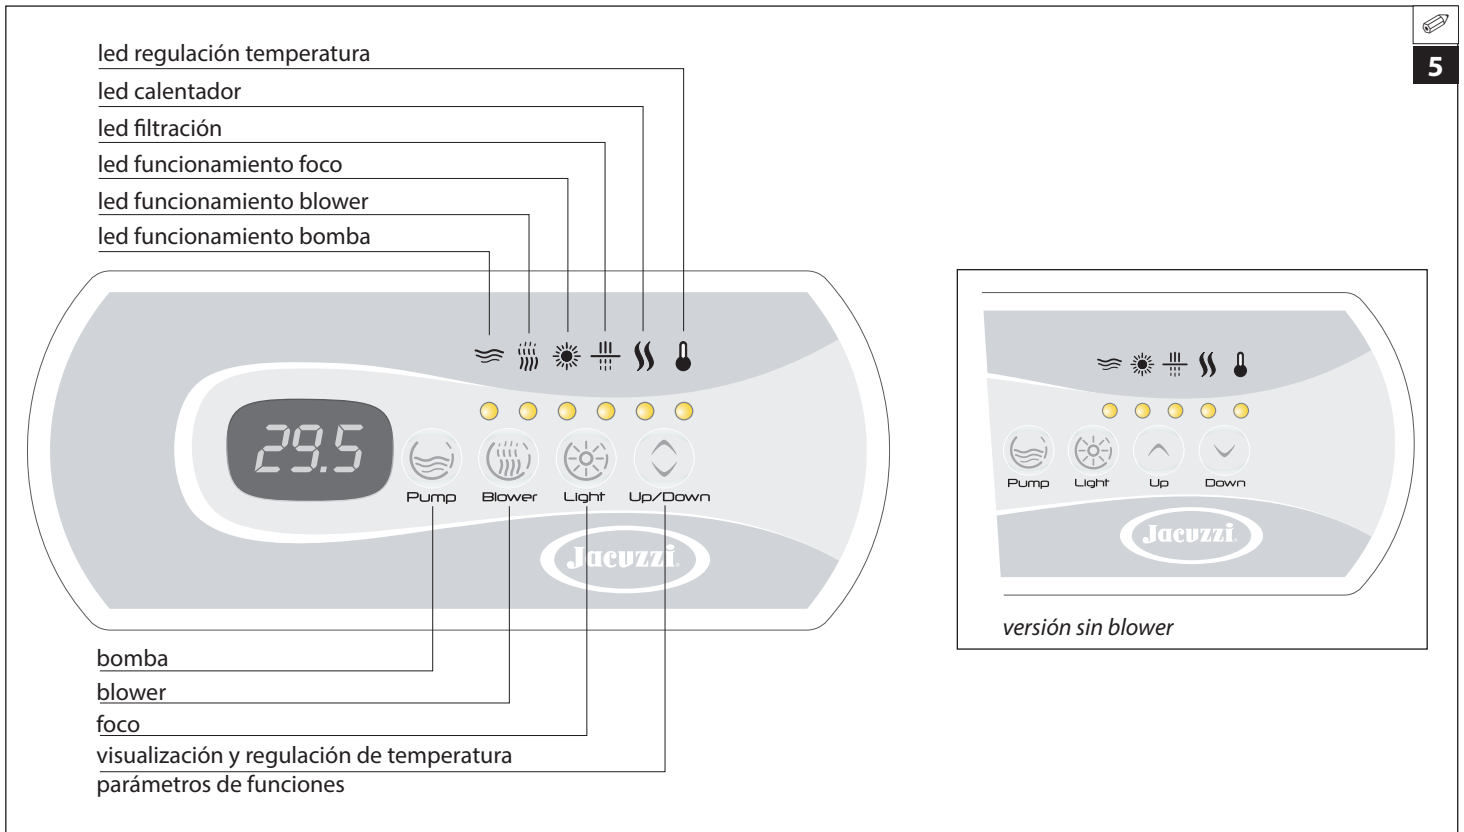 5
led regulación temperatura
led calentador
led filtración
led funcionamiento foco
led funcionamiento blower
led funcionamiento bomba
29.5
Pump Blower Light Up/Down
Jacuzzi
bomba
blower
foco
visualización y regulación de temperatura
parámetros de funciones
Pump Light Up Down
Jacuzzi
versión sin blower